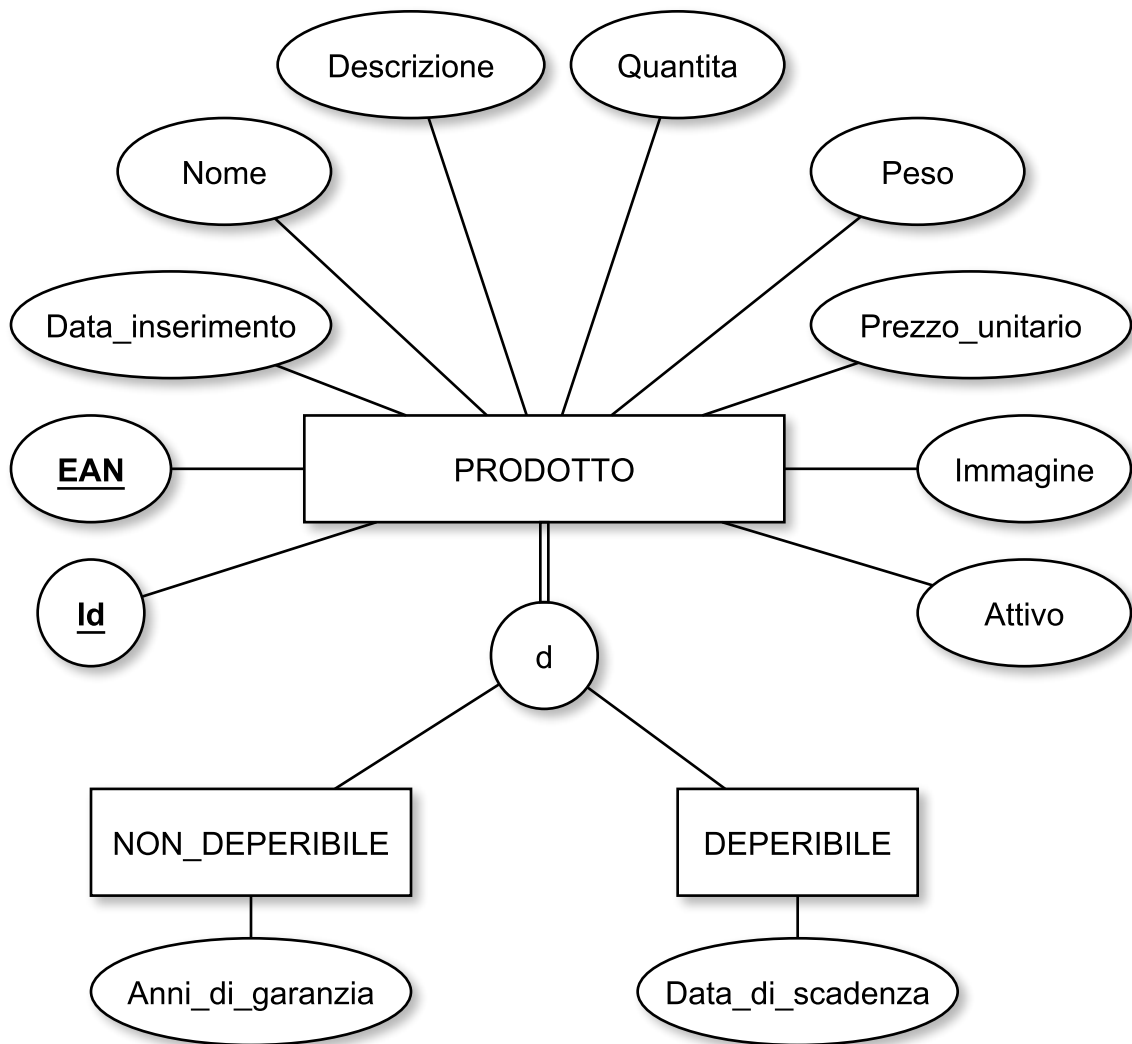 Descrizione
Quantita
Nome
Peso
Data_inserimento
Prezzo_unitario
EAN
PRODOTTO
Immagine
Id
Attivo
d
NON_DEPERIBILE
DEPERIBILE
Anni_di_garanzia
Data_di_scadenza